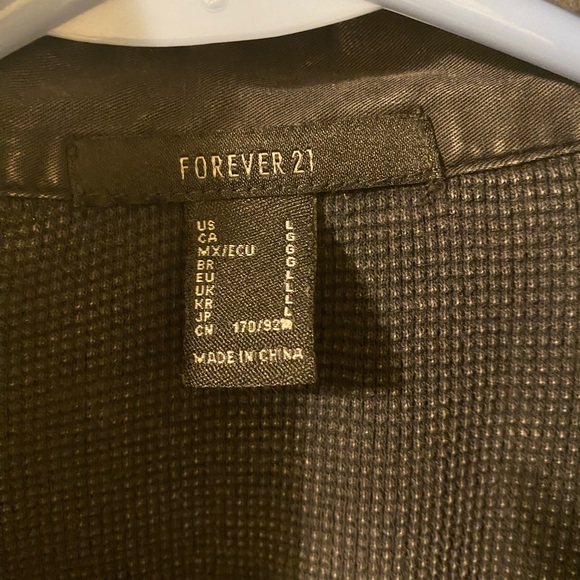 FOREVER 21
US L
CA G
MX/ECU G
BR G
EU L
UK L
KR L
JP L
CN 170/92
MADE IN CHINA